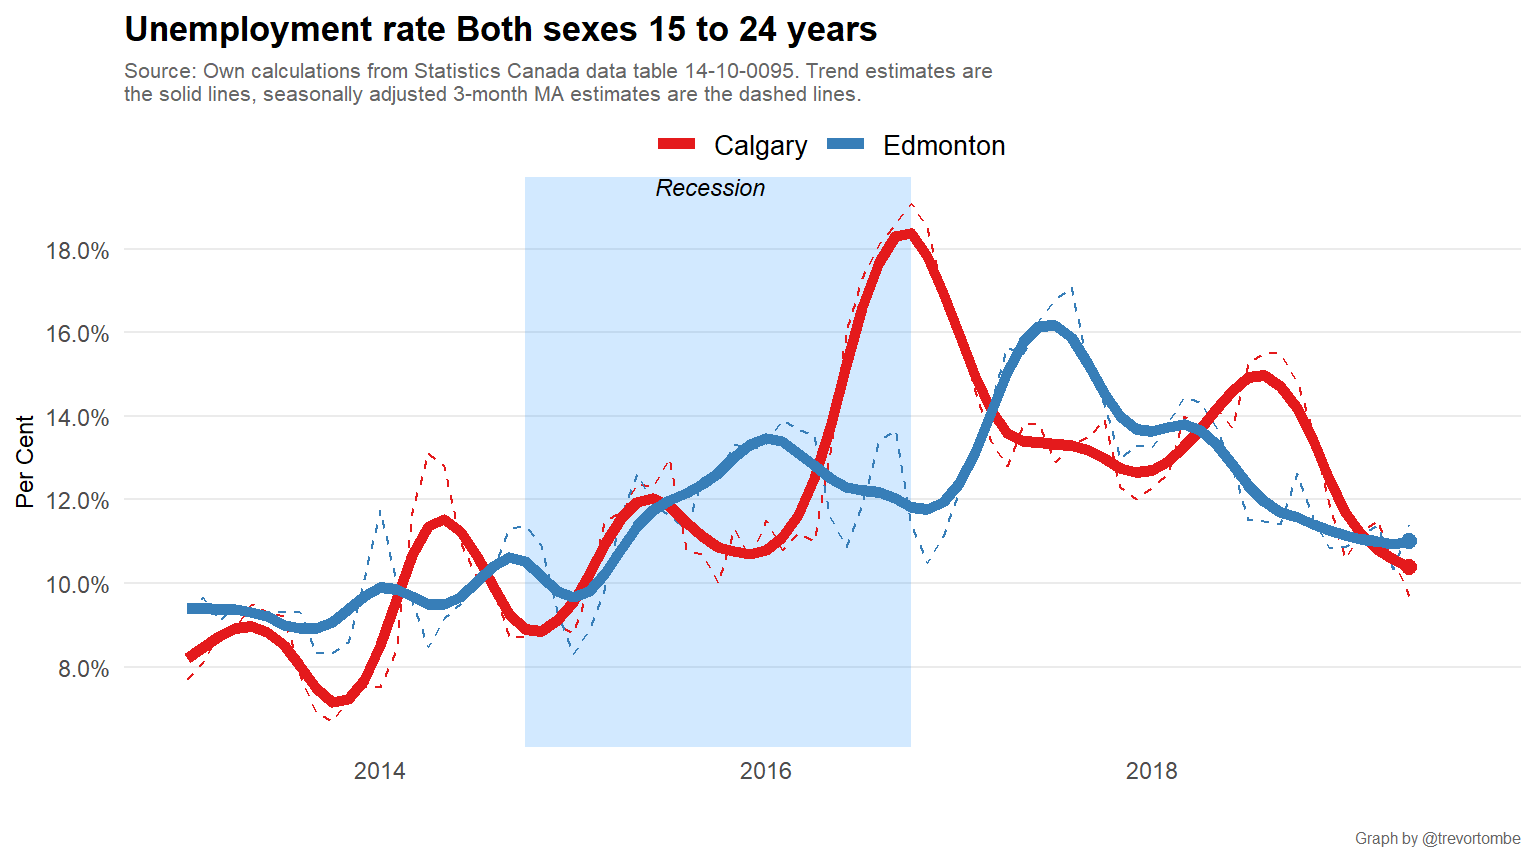 Unemployment rate Both sexes 15 to 24 years
Source: Own calculations from Statistics Canada data table 14-10-0095. Trend estimates are
the solid lines, seasonally adjusted 3-month MA estimates are the dashed lines.
Calgary Edmonton
Recession
18.0%
16.0%
14.0%
12.0%
10.0%
8.0%
Per Cent
2014 2016 2018
Graph by @trevortombe